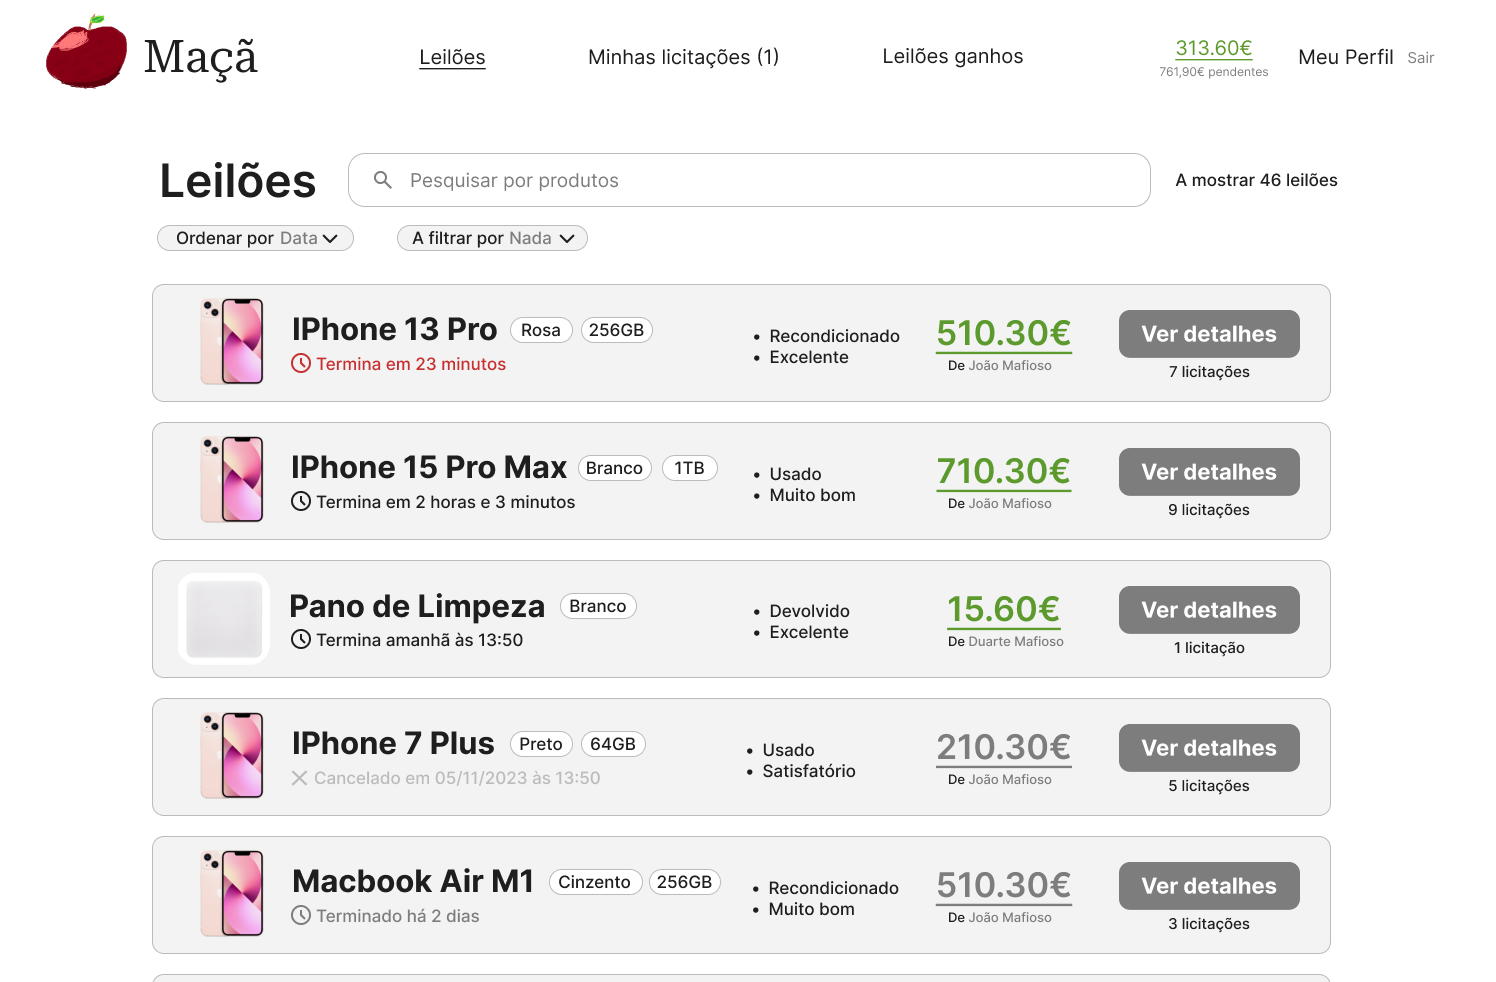 Maçã
Leilões
Minhas licitações (1)
Leilões ganhos
313.60€
761,90€ pendentes
Meu Perfil
Sair
Leilões
Pesquisar por produtos
A mostrar 46 leilões
Ordenar por Data
A filtrar por Nada
IPhone 13 Pro
Rosa
256GB
Termina em 23 minutos
• Recondicionado
• Excelente
510.30€
De João Mafioso
Ver detalhes
7 licitações
IPhone 15 Pro Max
Branco
1TB
Termina em 2 horas e 3 minutos
• Usado
• Muito bom
710.30€
De João Mafioso
Ver detalhes
9 licitações
Pano de Limpeza
Branco
Termina amanhã às 13:50
• Devolvido
• Excelente
15.60€
De Duarte Mafioso
Ver detalhes
1 licitação
IPhone 7 Plus
Preto
64GB
Cancelado em 05/11/2023 às 13:50
• Usado
• Satisfatório
210.30€
De João Mafioso
Ver detalhes
5 licitações
Macbook Air M1
Cinzento
256GB
Terminado há 2 dias
• Recondicionado
• Muito bom
510.30€
De João Mafioso
Ver detalhes
3 licitações